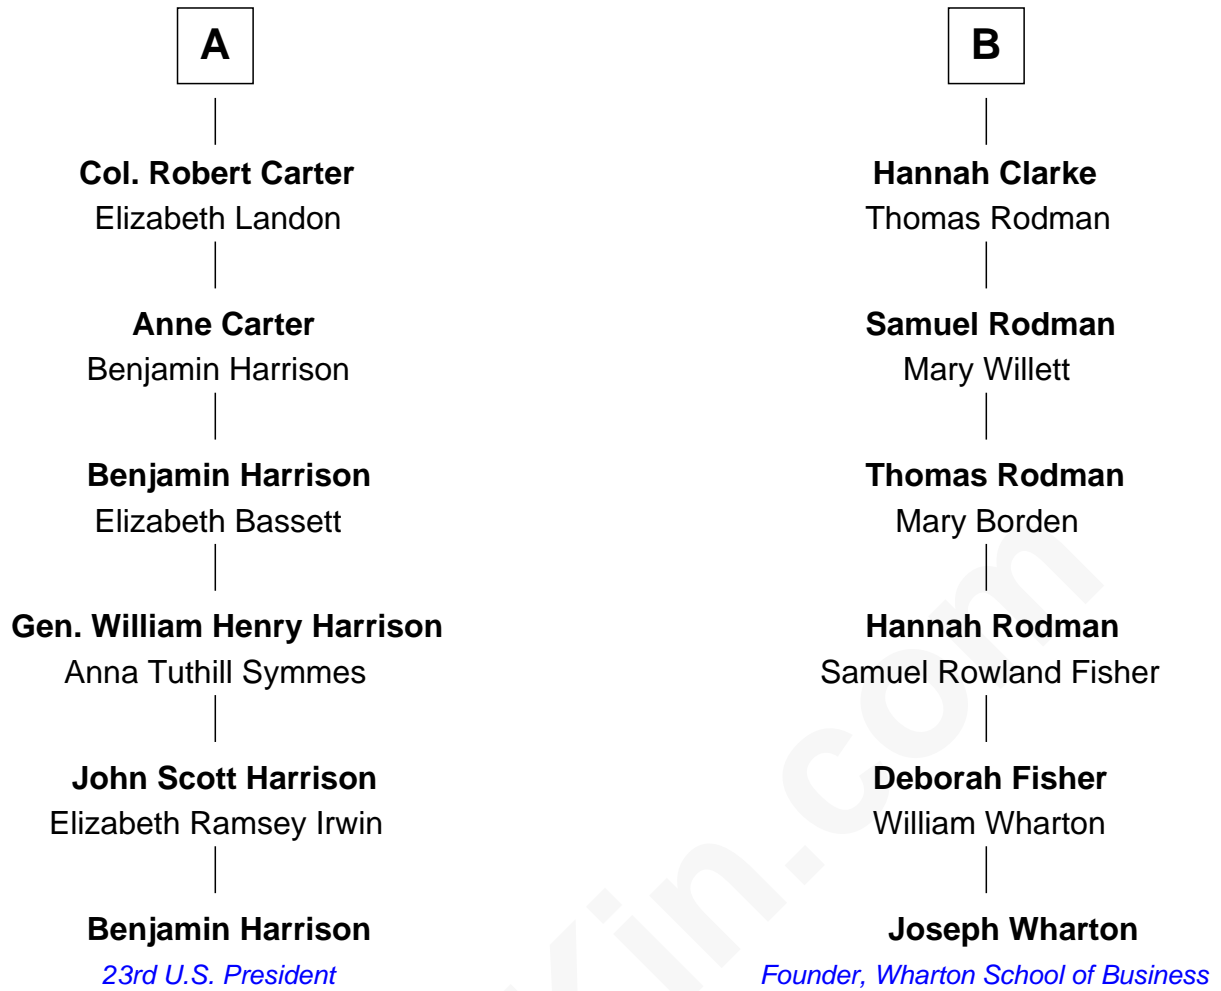 A
Col. Robert Carter
Elizabeth Landon
Anne Carter
Benjamin Harrison
Benjamin Harrison
Elizabeth Bassett
Gen. William Henry Harrison
Anna Tuthill Symmes
John Scott Harrison
Elizabeth Ramsey Irwin
Benjamin Harrison
23rd U.S. President
B
Hannah Clarke
Thomas Rodman
Samuel Rodman
Mary Willett
Thomas Rodman
Mary Borden
Hannah Rodman
Samuel Rowland Fisher
Deborah Fisher
William Wharton
Joseph Wharton
Founder, Wharton School of Business
kin.com